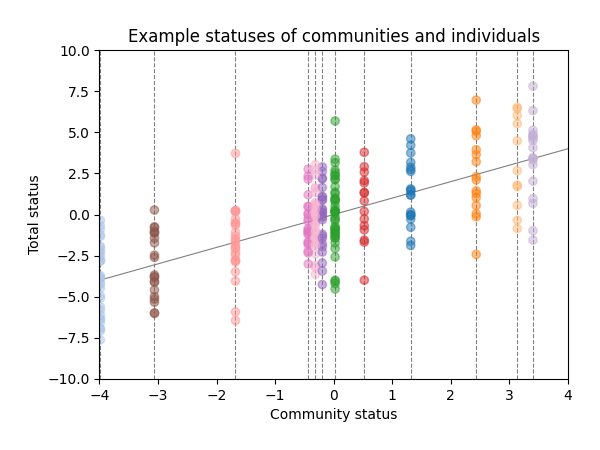 Example statuses of communities and individuals
10.0
7.5
5.0
2.5
0.0
−2.5
−5.0
−7.5
−10.0
Total status
−4 −3 −2 −1 0 1 2 3 4
Community status